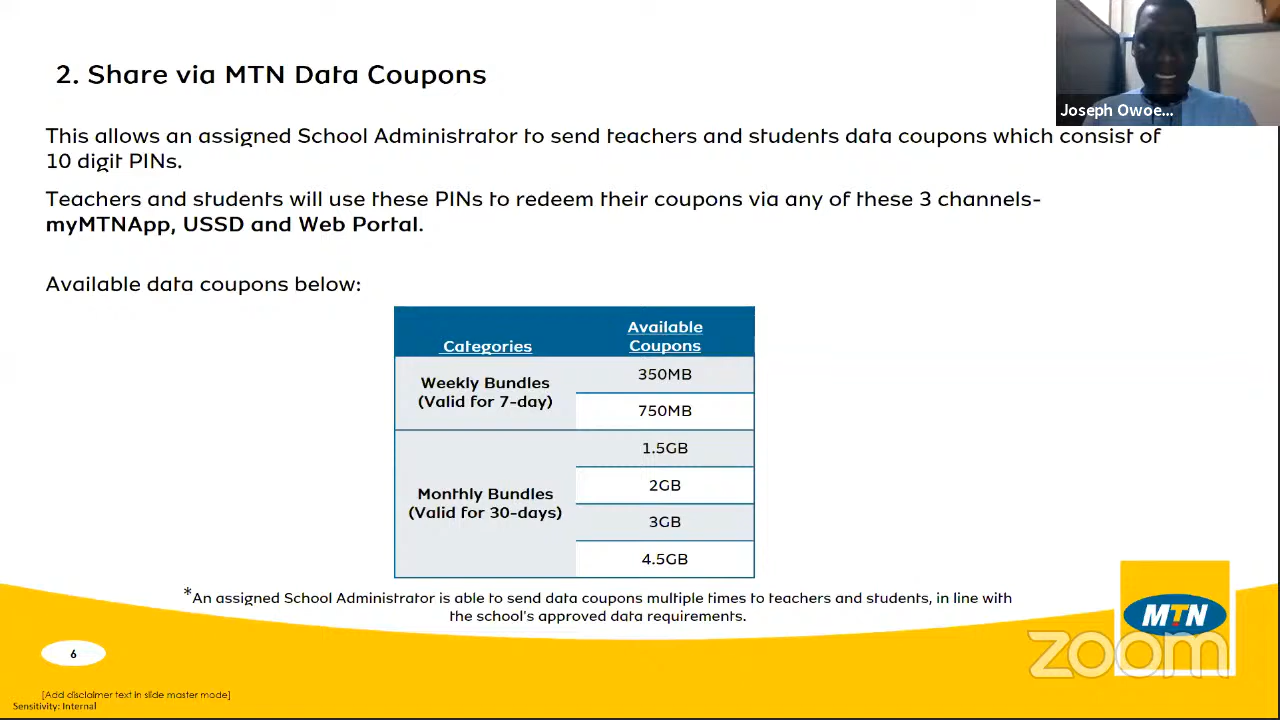 2. Share via MTN Data Coupons
Joseph Owoe...
This allows an assigned School Administrator to send teachers and students data coupons which consist of
10 digit PINs.
Teachers and students will use these PINs to redeem their coupons via any of these 3 channels-
myMTNApp, USSD and Web Portal.
Available data coupons below:
Categories
Available
Coupons
Weekly Bundles
(Valid for 7-day)
350MB
750MB
Monthly Bundles
(Valid for 30-days)
1.5GB
2GB
3GB
4.5GB
*An assigned School Administrator is able to send data coupons multiple times to teachers and students, in line with
the school's approved data requirements.
MTN
zoom
6
[Add disclaimer text in slide master mode]
Sensitivity: Internal